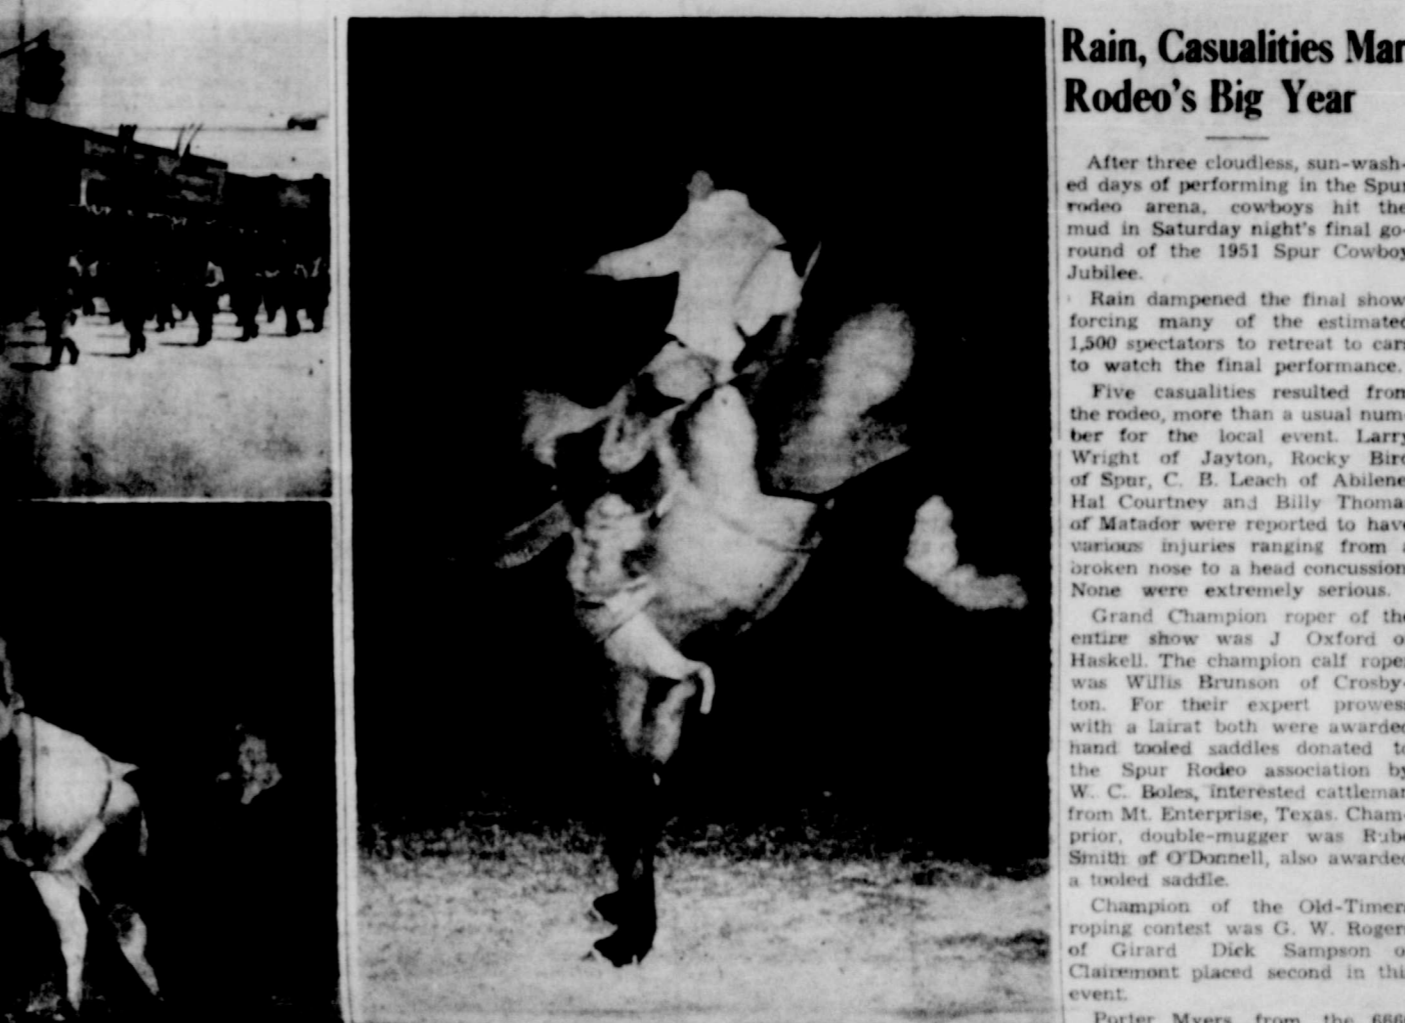 Rain, Casualities Mar
Rodeo's Big Year
After three cloudless, sun-wash-
ed days of performing in the Spur
rodeo arena, cowboys hit the
mud in Saturday night's final go-
round of the 1951 Spur Cowboy
Jubilee.
Rain dampened the final show
forcing many of the estimated
1,500 spectators to retreat to cars
to watch the final performance.
Five casualities resulted from
the rodeo, more than a usual num-
ber for the local event. Larry
Wright of Jayton, Rocky Bird
of Spur, C. B. Leach of Abilene
Hal Courtney and Billy Thomas
of Matador were reported to have
various injuries ranging from a
broken nose to a head concussion
None were extremely serious.
Grand Champion roper of the
entire show was J Oxford of
Haskell. The champion calf roper
was Willis Brunson of Crosby-
ton. For their expert prowess
with a lairat both were awarded
hand tooled saddles donated to
the Spur Rodeo association by
W. C. Boles, interested cattleman
from Mt. Enterprise, Texas. Cham-
prior, double-mugger was Rube
Smith of O'Donnell, also awarded
a tooled saddle.
Champion of the Old-Timers
roping contest was G. W. Rogers
of Girard Dick Sampson of
Clairemont placed second in this
event.
Porter Myers from the 666